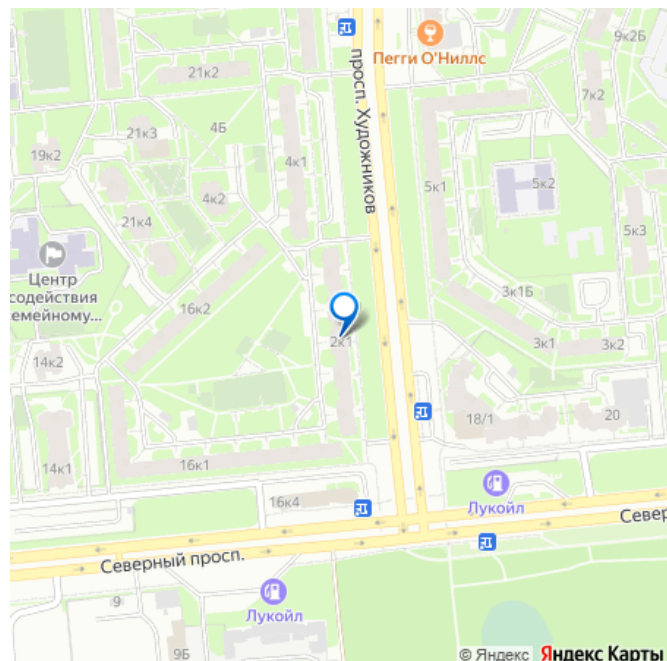 Пегги О'Ниллс
9к2Б
21к2
просп. Художников
7к2
4Б
21к3
19к2
4к1
5к1
5к2
4к2
21к4
5к3
Центр
содействия
семейному...
16к2
3к1Б
2к1
3к1
3к2
14к2
18/1
20
14к1
16к1
Лукойл
16к4
Север
Северный просп.
9
Лукойл
9Б
© Яндекс Яндекс Карты